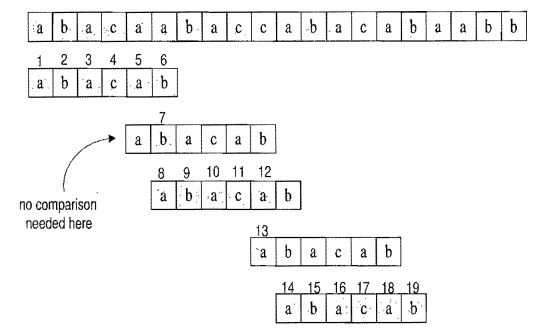 a b a c a a b a c c a b a c a b a a b b
1 2 3 4 5 6
a b a c a b
7
a b a c a b
8 9 10 11 12
a b a c a b
no comparison
needed here
13
a b a c a b
14 15 16 17 18 19
a b a c a b